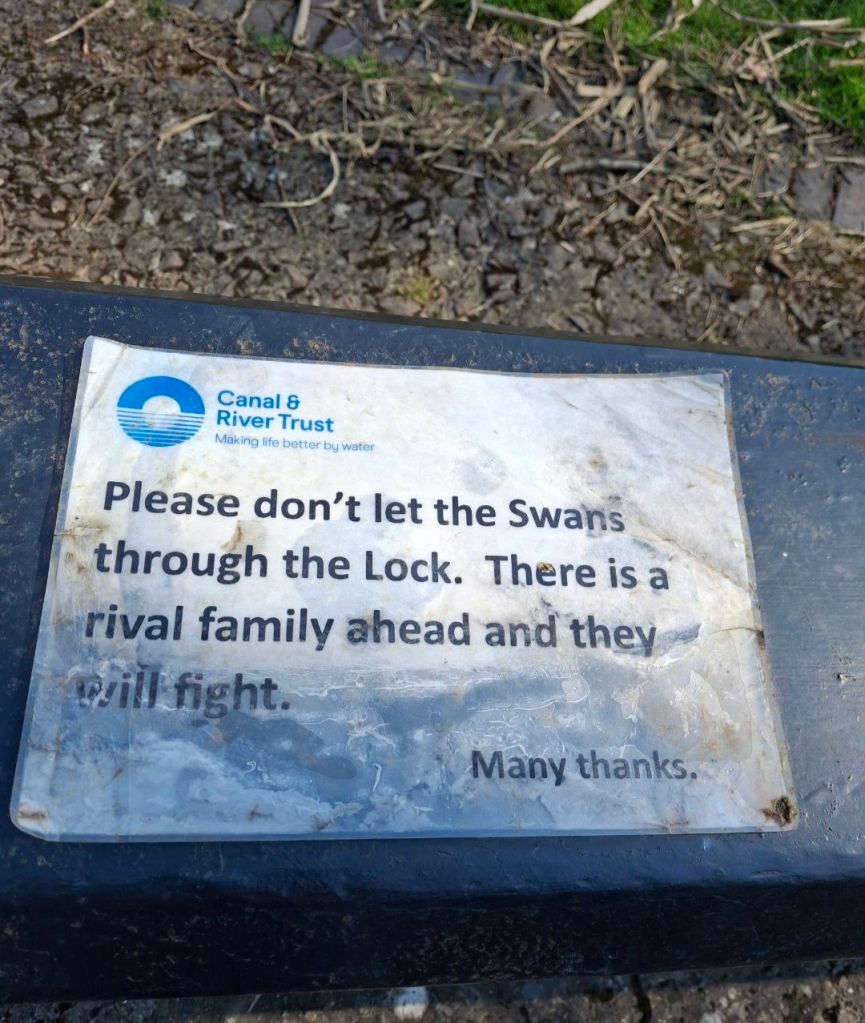 Canal &
River Trust
Making life better by water
Please don't let the Swans
through the Lock.  There is a
rival family ahead and they
will fight.
Many thanks.